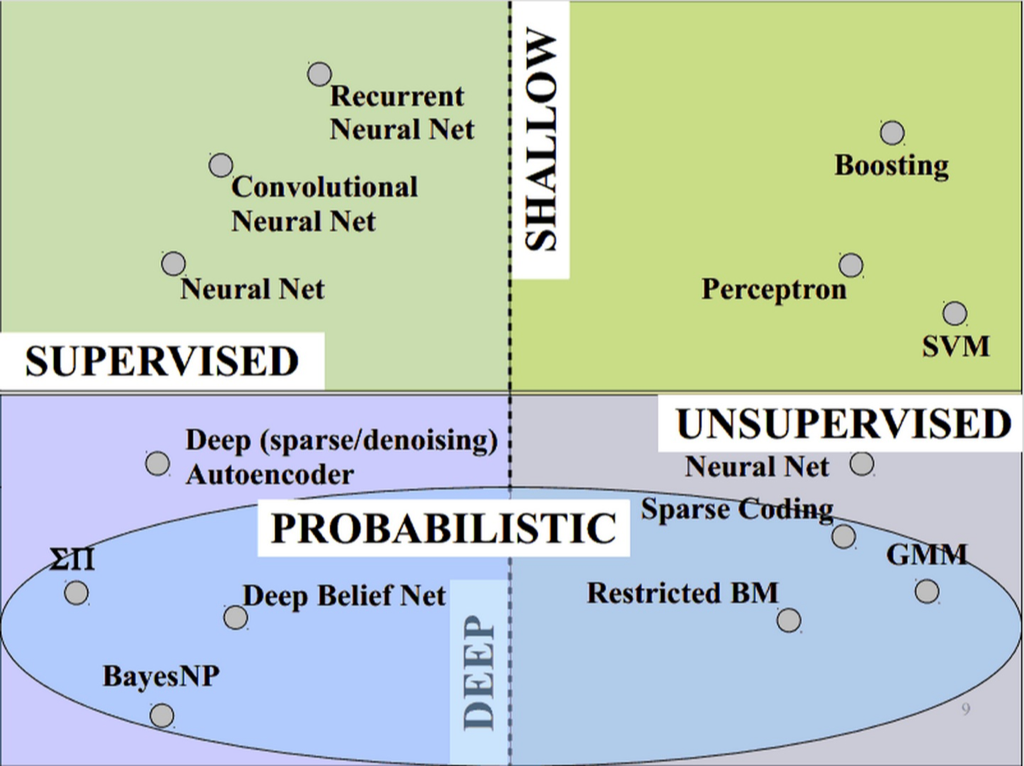 SHALLOW
Recurrent
Neural Net
Convolutional
Neural Net
Neural Net
Boosting
Perceptron
SVM
SUPERVISED
UNSUPERVISED
Deep (sparse/denoising)
Autoencoder
Neural Net
Sparse Coding
PROBABILISTIC
ΣΠ
GMM
Deep Belief Net
Restricted BM
DEEP
BayesNP
9